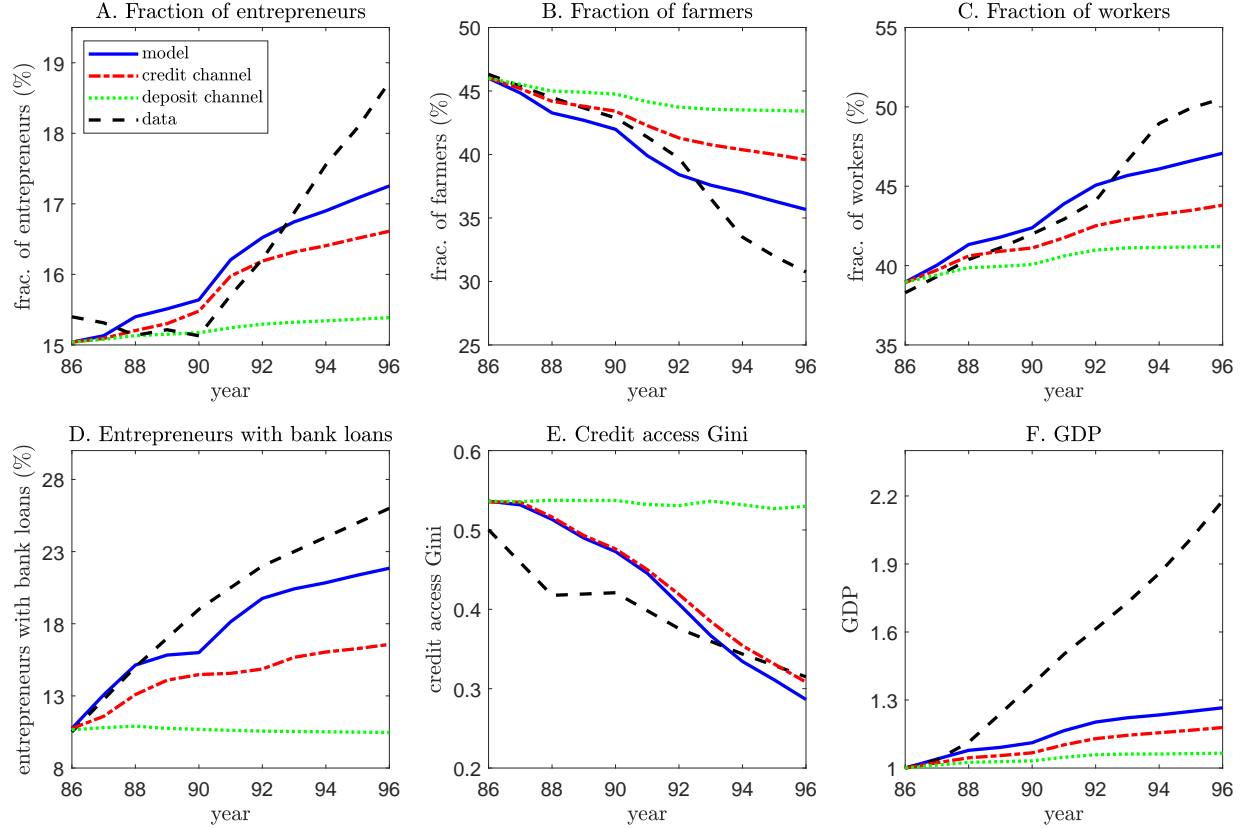 A. Fraction of entrepreneurs
frac. of entrepreneurs (%)
19
18
17
16
15
model
credit channel
deposit channel
data
86 88 90 92 94 96
year
B. Fraction of farmers
frac. of farmers (%)
50
45
40
35
30
25
86 88 90 92 94 96
year
C. Fraction of workers
frac. of workers (%)
55
50
45
40
35
86 88 90 92 94 96
year
D. Entrepreneurs with bank loans
entrepreneurs with bank loans (%)
28
23
18
13
8
86 88 90 92 94 96
year
E. Credit access Gini
credit access Gini
0.6
0.5
0.4
0.3
0.2
86 88 90 92 94 96
year
F. GDP
GDP
2.2
1.9
1.6
1.3
1
86 88 90 92 94 96
year